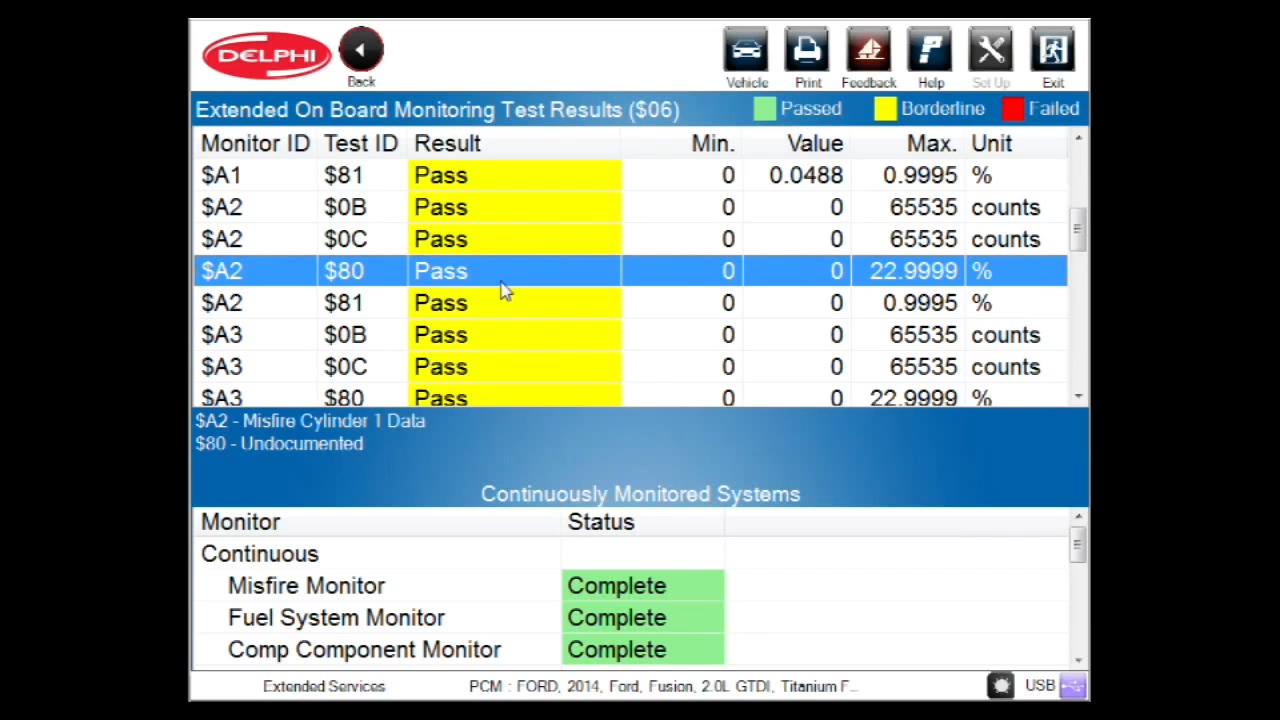 DELPHI
Back
Vehicle Print Feedback Help Set Up Exit
Extended On Board Monitoring Test Results ($06) Passed Borderline Failed
Monitor ID Test ID Result Min. Value Max. Unit
$A1 $81 Pass 0 0.0488 0.9995 %
$A2 $0B Pass 0 0 65535 counts
$A2 $0C Pass 0 0 65535 counts
$A2 $80 Pass 0 0 22.9999 %
$A2 $81 Pass 0 0 0.9995 %
$A3 $0B Pass 0 0 65535 counts
$A3 $0C Pass 0 0 65535 counts
$A3 $80 Pass 0 0 22.9999 %
$A2 - Misfire Cylinder 1 Data
$80 - Undocumented
Continuously Monitored Systems
Monitor Status
Continuous
Misfire Monitor Complete
Fuel System Monitor Complete
Comp Component Monitor Complete
Extended Services PCM : FORD, 2014, Ford, Fusion, 2.0L GTDI, Titanium F... USB